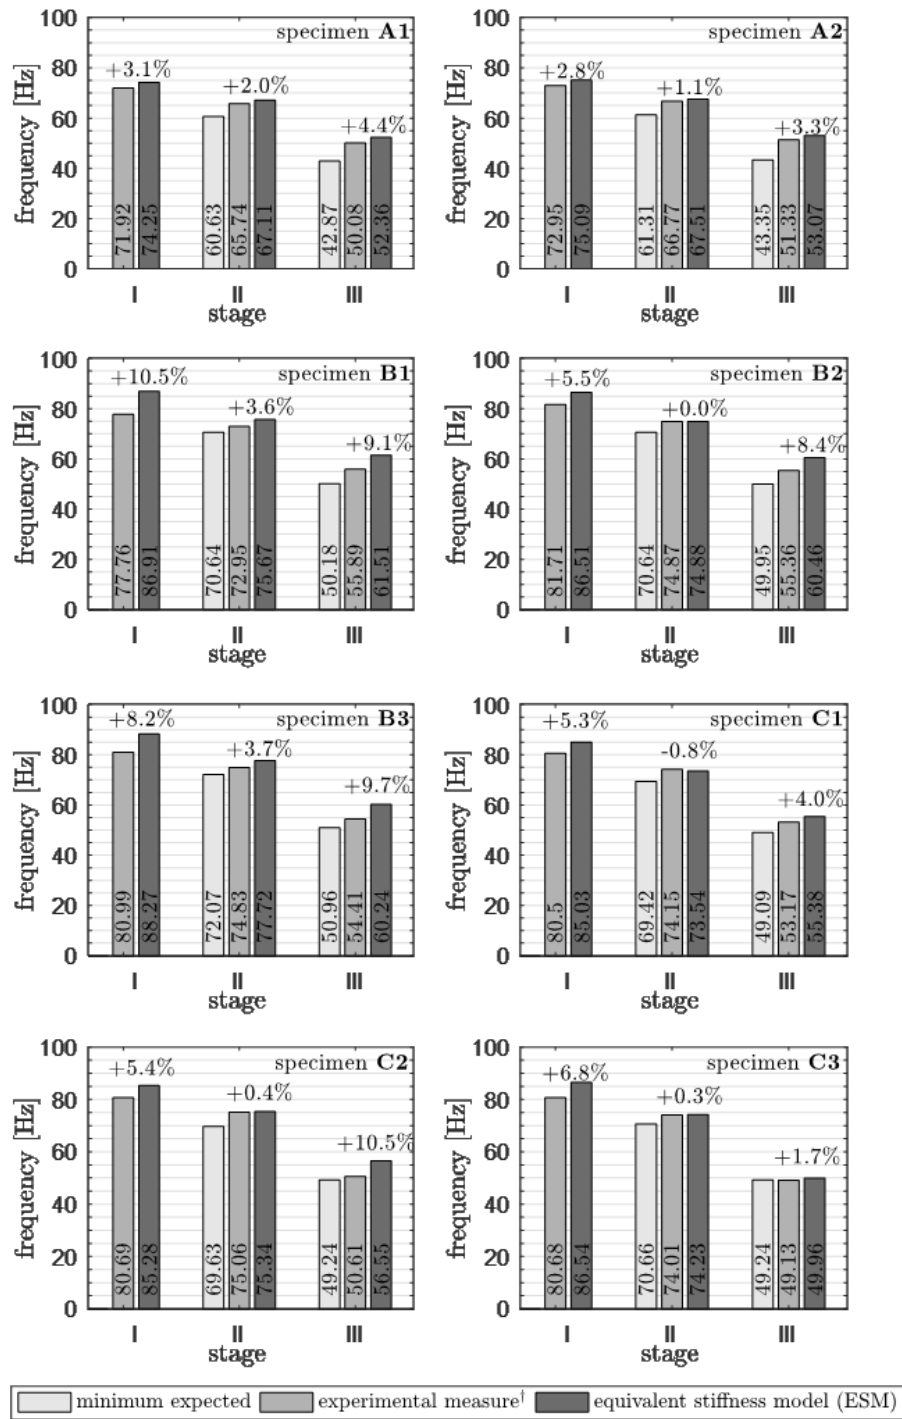 specimen A1
frequency [Hz]
100
80
60
40
20
0
+3.1%
+2.0%
+4.4%
71.92
74.25
60.63
65.74
67.11
42.87
50.08
52.36
I
II
III
stage
specimen A2
frequency [Hz]
100
80
60
40
20
0
+2.8%
+1.1%
+3.3%
72.95
75.09
61.31
66.77
67.51
43.35
51.33
53.07
I
II
III
stage
specimen B1
frequency [Hz]
100
80
60
40
20
0
+10.5%
+3.6%
+9.1%
77.76
86.91
70.64
72.95
75.67
50.18
55.89
61.51
I
II
III
stage
specimen B2
frequency [Hz]
100
80
60
40
20
0
+5.5%
+0.0%
+8.4%
81.71
86.51
70.64
74.87
74.88
49.95
55.36
60.46
I
II
III
stage
specimen B3
frequency [Hz]
100
80
60
40
20
0
+8.2%
+3.7%
+9.7%
80.99
88.27
72.07
74.83
77.72
50.96
54.41
60.24
I
II
III
stage
specimen C1
frequency [Hz]
100
80
60
40
20
0
+5.3%
-0.8%
+4.0%
80.5
85.03
69.42
74.15
73.54
49.09
53.17
55.38
I
II
III
stage
specimen C2
frequency [Hz]
100
80
60
40
20
0
+5.4%
+0.4%
+10.5%
80.69
85.28
69.63
75.06
75.34
49.24
50.61
56.55
I
II
III
stage
specimen C3
frequency [Hz]
100
80
60
40
20
0
+6.8%
+0.3%
+1.7%
80.68
86.54
70.66
74.01
74.23
49.24
49.13
49.96
I
II
III
stage
minimum expected
experimental measure†
equivalent stiffness model (ESM)